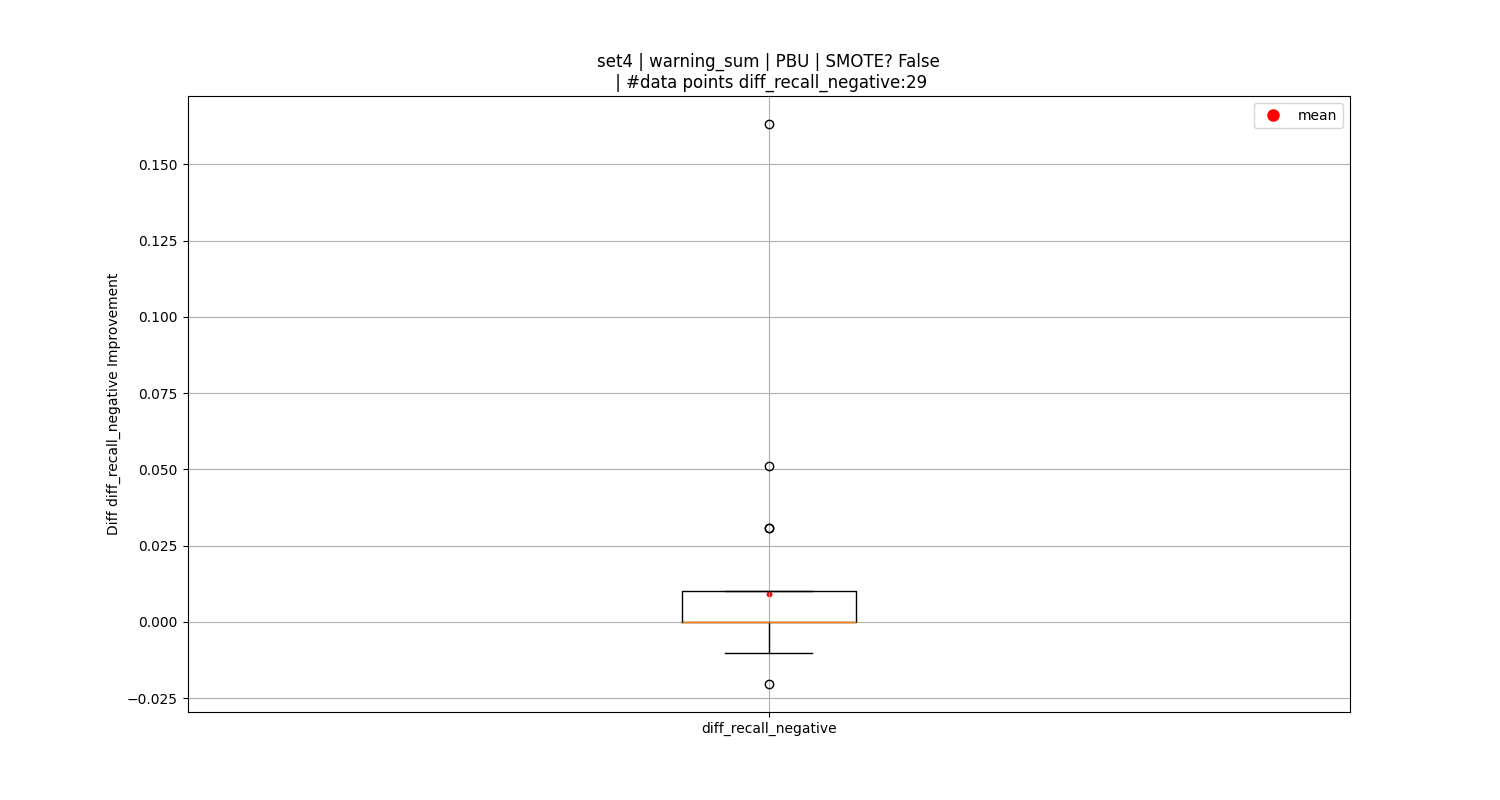 set4 | warning_sum | PBU | SMOTE? False
| #data points diff_recall_negative:29
mean
0.150
0.125
0.100
0.075
0.050
0.025
0.000
−0.025
Diff diff_recall_negative Improvement
diff_recall_negative